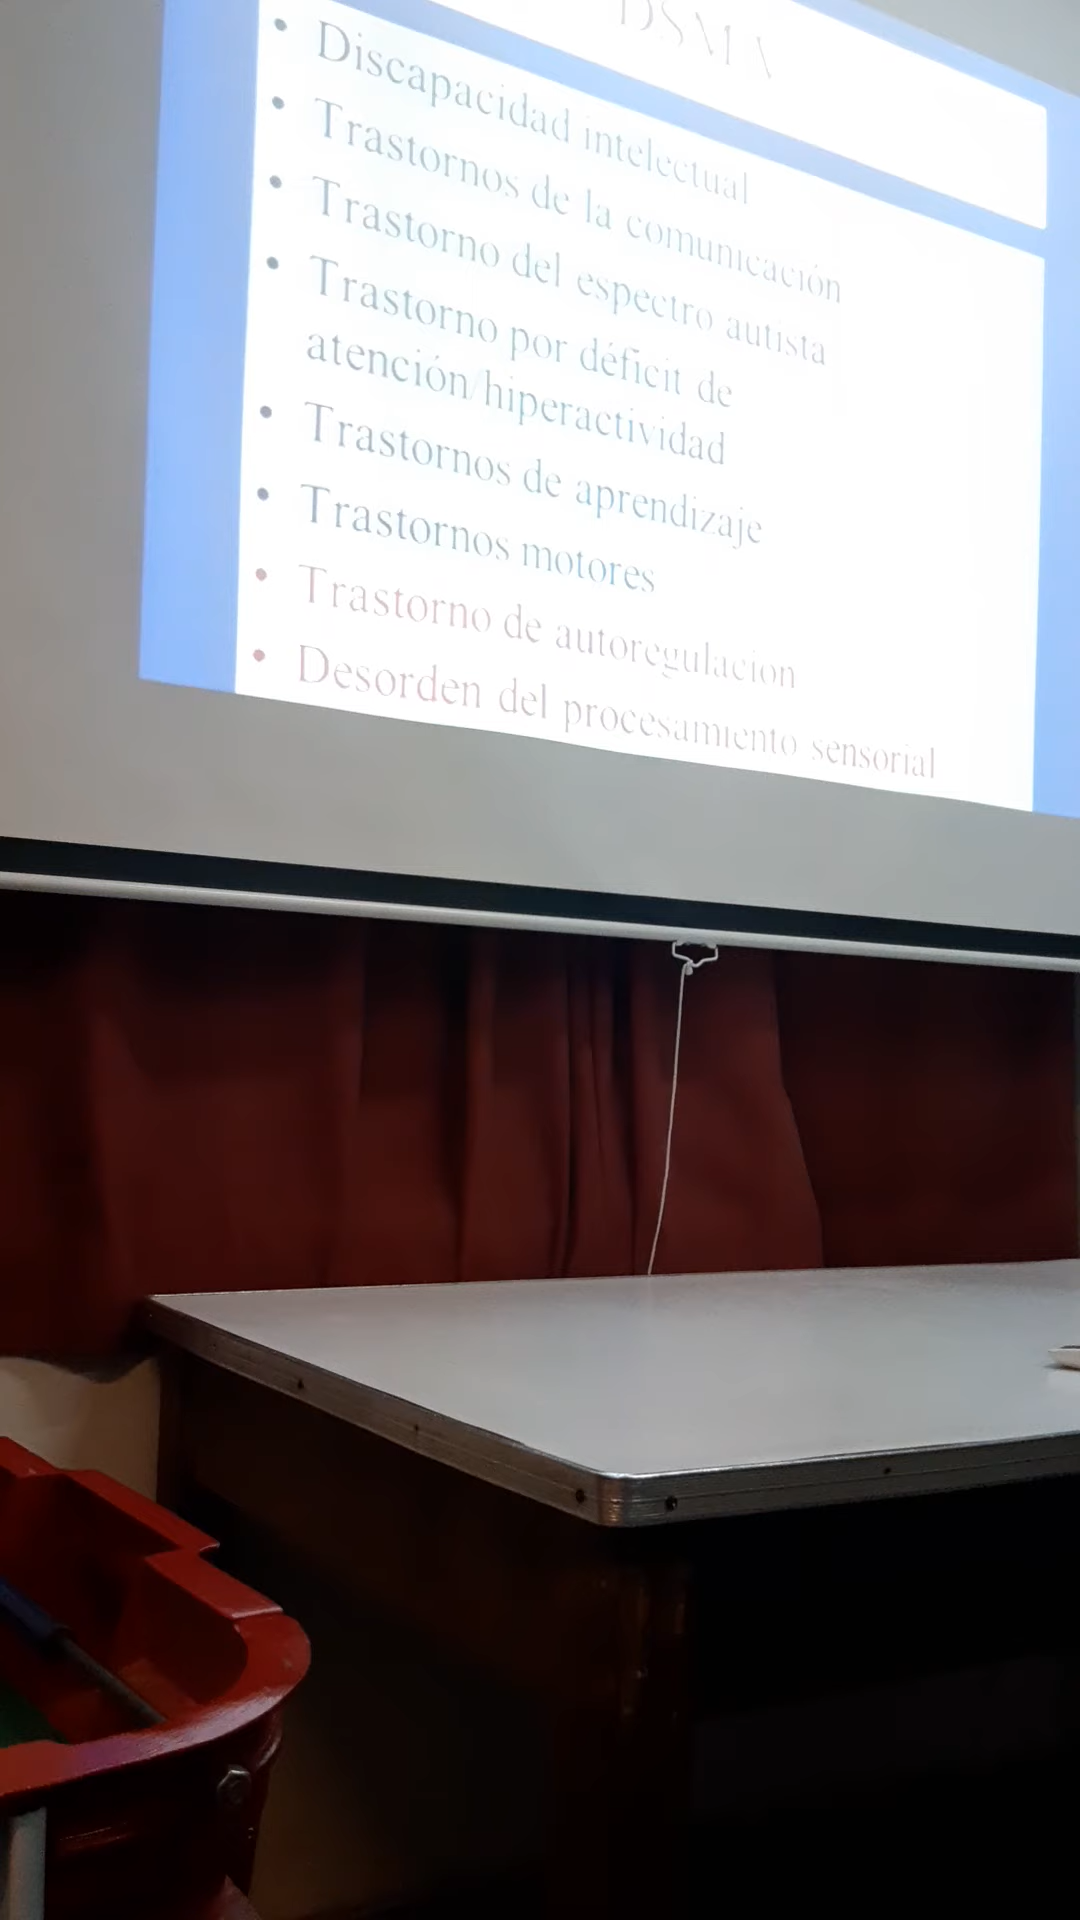 Discapacidad intelectual
Trastornos de la comunicación
Trastorno del espectro autista
Trastorno por déficit de
atención/hiperactividad
Trastornos de aprendizaje
Trastornos motores
Trastorno de autoregulacion
Desorden del procesamiento sensorial